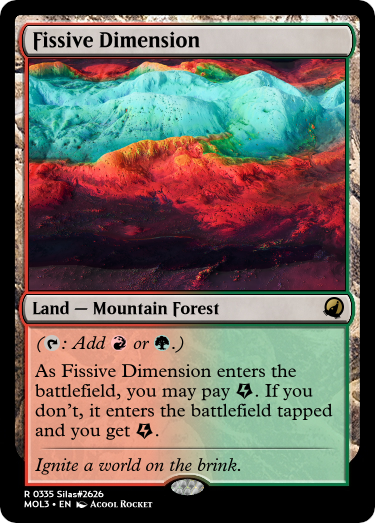 Fissive Dimension
Land — Mountain Forest
(: Add or .)
As Fissive Dimension enters the
battlefield, you may pay . If you
don't, it enters the battlefield tapped
and you get .
Ignite a world on the brink.
R 0335 Silas#2626
MOL3 • EN Acool Rocket